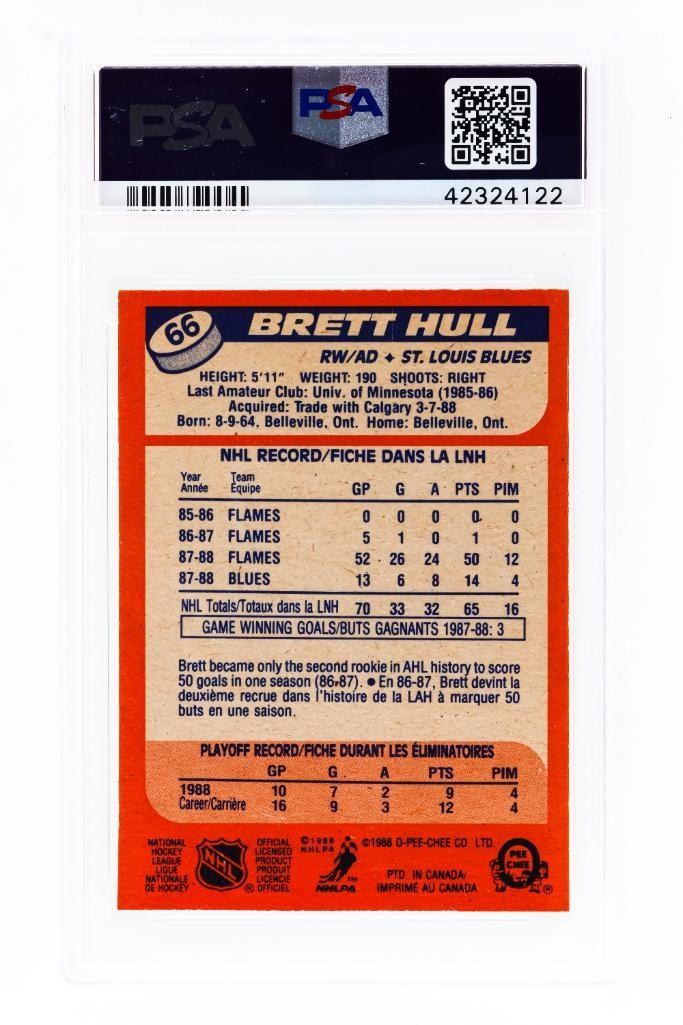 PSA
PSA
42324122
66
BRETT HULL
RW/AD ✦ ST. LOUIS BLUES
HEIGHT: 5'11" WEIGHT: 190 SHOOTS: RIGHT
Last Amateur Club: Univ. of Minnesota (1985-86)
Acquired: Trade with Calgary 3-7-88
Born: 8-9-64, Belleville, Ont. Home: Belleville, Ont.
NHL RECORD/FICHE DANS LA LNH
Year Team
Année Équipe GP G A PTS PIM
85-86 FLAMES 0 0 0 0 0
86-87 FLAMES 5 1 0 1 0
87-88 FLAMES 52 26 24 50 12
87-88 BLUES 13 6 8 14 4
NHL Totals/Totaux dans la LNH 70 33 32 65 16
GAME WINNING GOALS/BUTS GAGNANTS 1987-88: 3
Brett became only the second rookie in AHL history to score
50 goals in one season (86-87). ● En 86-87, Brett devint la
deuxième recrue dans l'histoire de la LAH à marquer 50
buts en une saison.
PLAYOFF RECORD/FICHE DURANT LES ÉLIMINATOIRES
GP G A PTS PIM
1988 10 7 2 9 4
Career/Carrière 16 9 3 12 4
NATIONAL
HOCKEY
LEAGUE
LIGUE
NATIONALE
DE HOCKEY
NHL
®
OFFICIAL
LICENSED
PRODUCT
PRODUIT
LICENCIÉ
OFFICIEL
©1988
NHLPA
™
NHLPA
©1988 O-PEE-CHEE CO. LTD.
PTD. IN CANADA/
IMPRIMÉ AU CANADA
PEE
CHEE
®